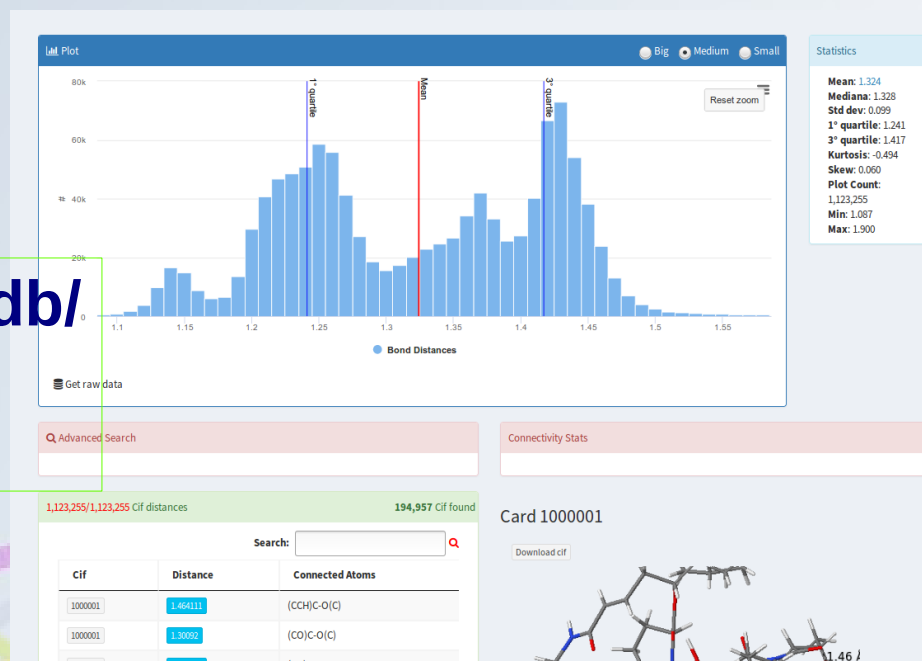 Plot
Big
Medium
Small
80k
60k
# 40k
20k
0
1° quartile
Mean
3° quartile
Reset zoom
1.1 1.15 1.2 1.25 1.3 1.35 1.4 1.45 1.5 1.55
Bond Distances
Get raw data
Statistics
Mean: 1.324
Mediana: 1.328
Std dev: 0.099
1° quartile: 1.241
3° quartile: 1.417
Kurtosis: -0.494
Skew: 0.060
Plot Count:
1,123,255
Min: 1.087
Max: 1.900
db/
Advanced Search
Connectivity Stats
1,123,255/1,123,255 Cif distances
194,957 Cif found
Search:
Cif Distance Connected Atoms
1000001 1.464111 (CCH)C-O(C)
1000001 1.30092 (CO)C-O(C)
Card 1000001
Download cif
1.46